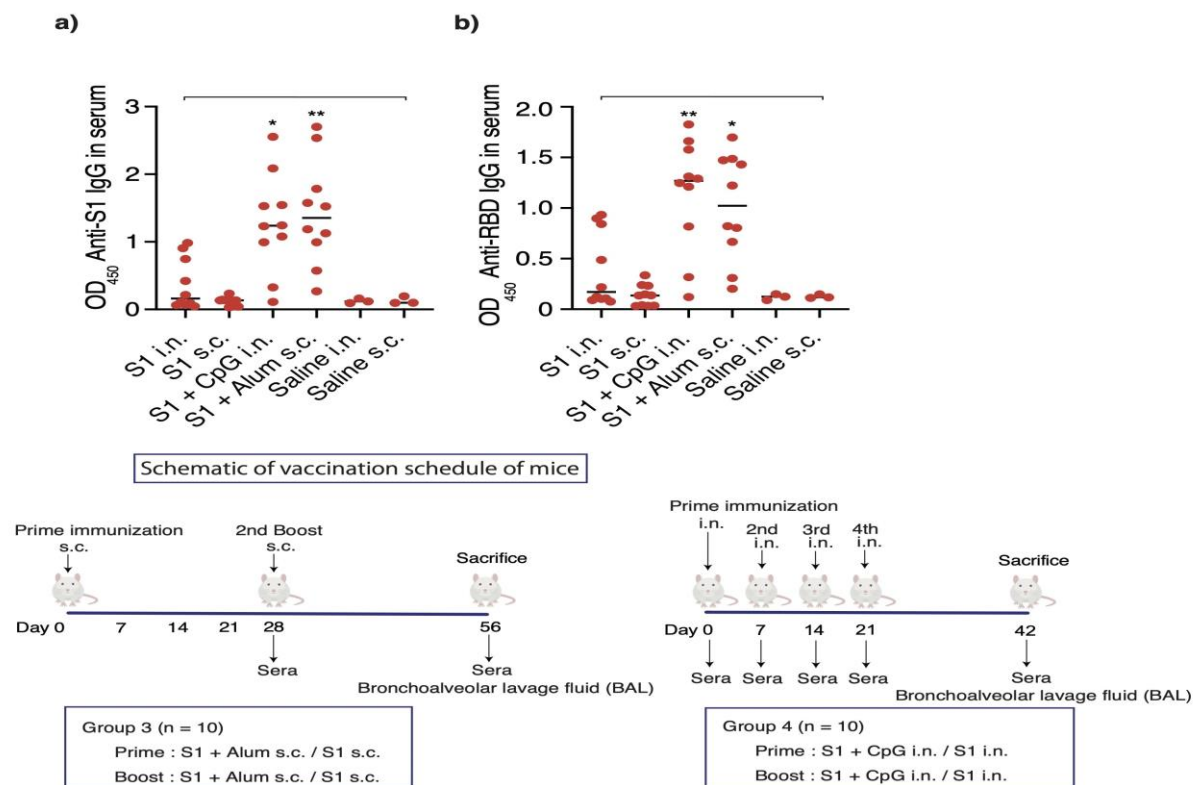 a)
b)
OD450 Anti-S1 IgG in serum
3
2
1
0
*
**
S1 i.n.
S1 s.c.
S1 + CpG i.n.
S1 + Alum s.c.
Saline i.n.
Saline s.c.
OD450 Anti-RBD IgG in serum
2.0
1.5
1.0
0.5
0
**
*
S1 i.n.
S1 s.c.
S1 + CpG i.n.
S1 + Alum s.c.
Saline i.n.
Saline s.c.
Schematic of vaccination schedule of mice
Prime immunization
s.c.
2nd Boost
s.c.
Sacrifice
Day 0 7 14 21 28 56
Sera
Sera
Bronchoalveolar lavage fluid (BAL)
Group 3 (n = 10)
Prime : S1 + Alum s.c. / S1 s.c.
Boost : S1 + Alum s.c. / S1 s.c.
Prime immunization
i.n.
2nd
i.n.
3rd
i.n.
4th
i.n.
Sacrifice
Day 0 7 14 21 42
Sera Sera Sera Sera Sera
Bronchoalveolar lavage fluid (BAL)
Group 4 (n = 10)
Prime : S1 + CpG i.n. / S1 i.n.
Boost : S1 + CpG i.n. / S1 i.n.